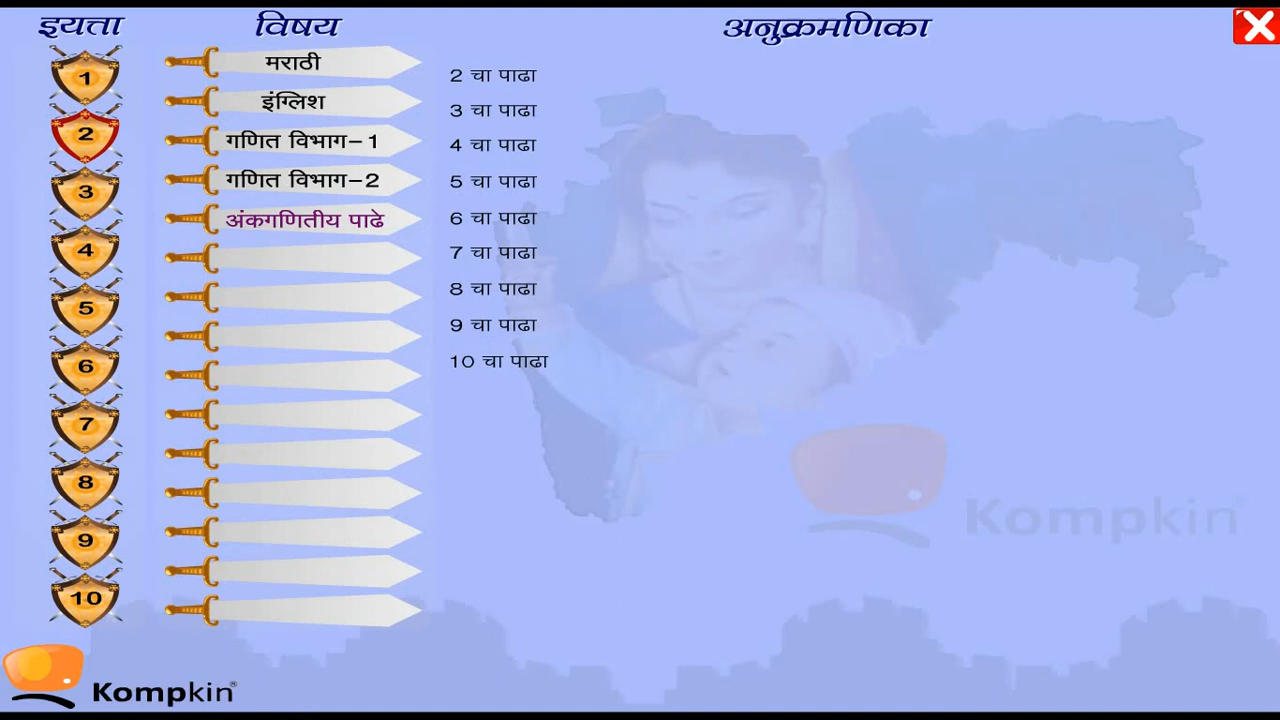 इयत्ता
विषय
अनुक्रमणिका
1
2
3
4
5
6
7
8
9
10
मराठी
इंग्लिश
गणित विभाग-1
गणित विभाग-2
अंकगणितीय पाढे
2 चा पाढा
3 चा पाढा
4 चा पाढा
5 चा पाढा
6 चा पाढा
7 चा पाढा
8 चा पाढा
9 चा पाढा
10 चा पाढा
Kompkin®
Kompkin®